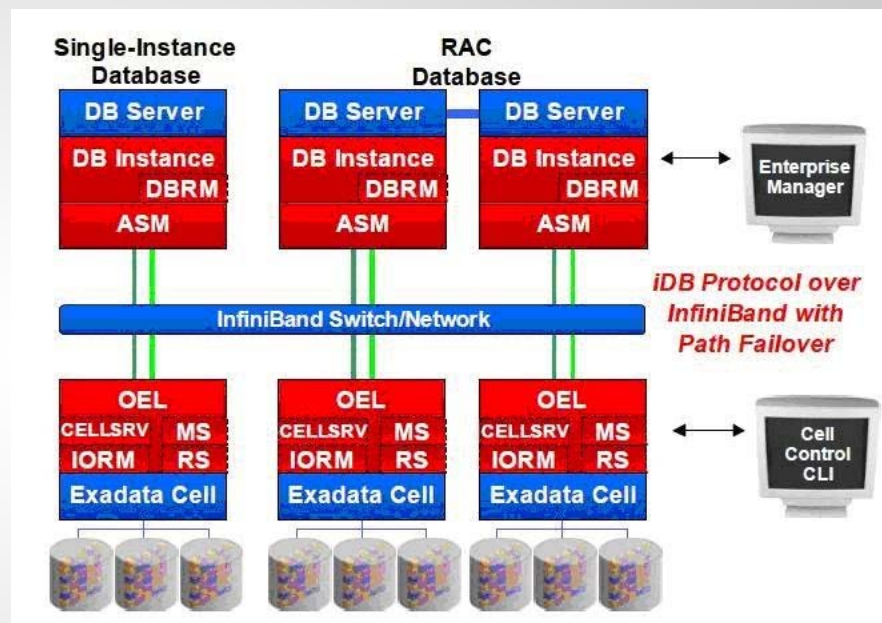 Single-Instance
Database
RAC
Database
DB Server
DB Server
DB Server
DB Instance
DBRM
DB Instance
DBRM
DB Instance
DBRM
ASM
ASM
ASM
Enterprise
Manager
iDB Protocol over
InfiniBand with
Path Failover
InfiniBand Switch/Network
OEL
OEL
OEL
CELLSRV MS
CELLSRV MS
CELLSRV MS
IORM RS
IORM RS
IORM RS
Exadata Cell
Exadata Cell
Exadata Cell
Cell
Control
CLI